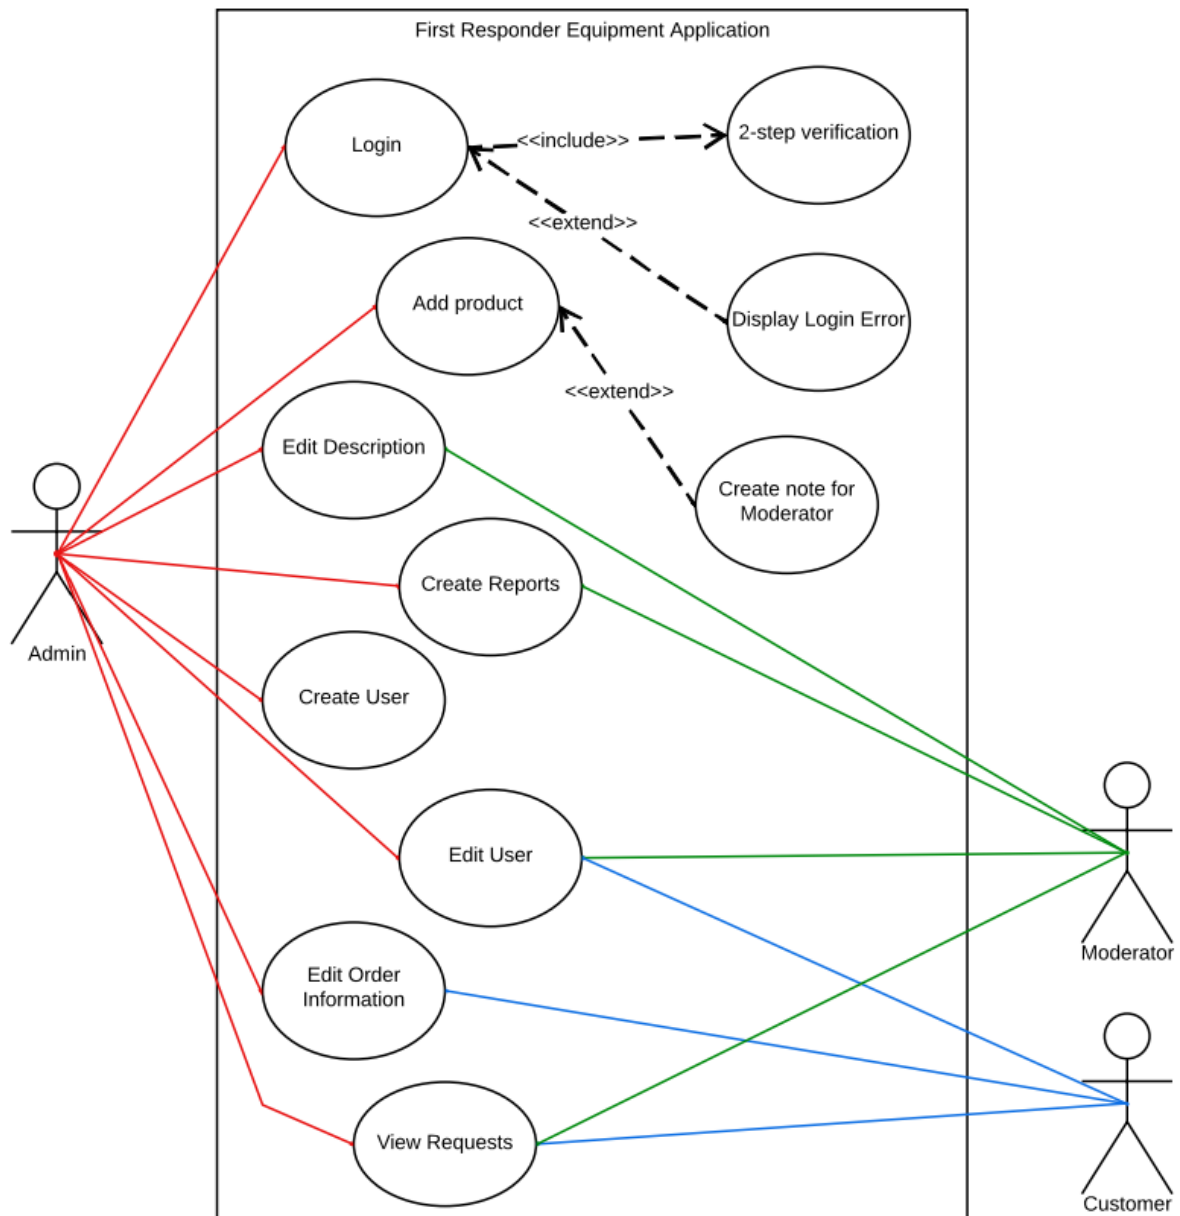 First Responder Equipment Application
Login
<<include>>
2-step verification
<<extend>>
Add product
Display Login Error
<<extend>>
Edit Description
Create note for
Moderator
Create Reports
Admin
Create User
Edit User
Moderator
Edit Order
Information
View Requests
Customer